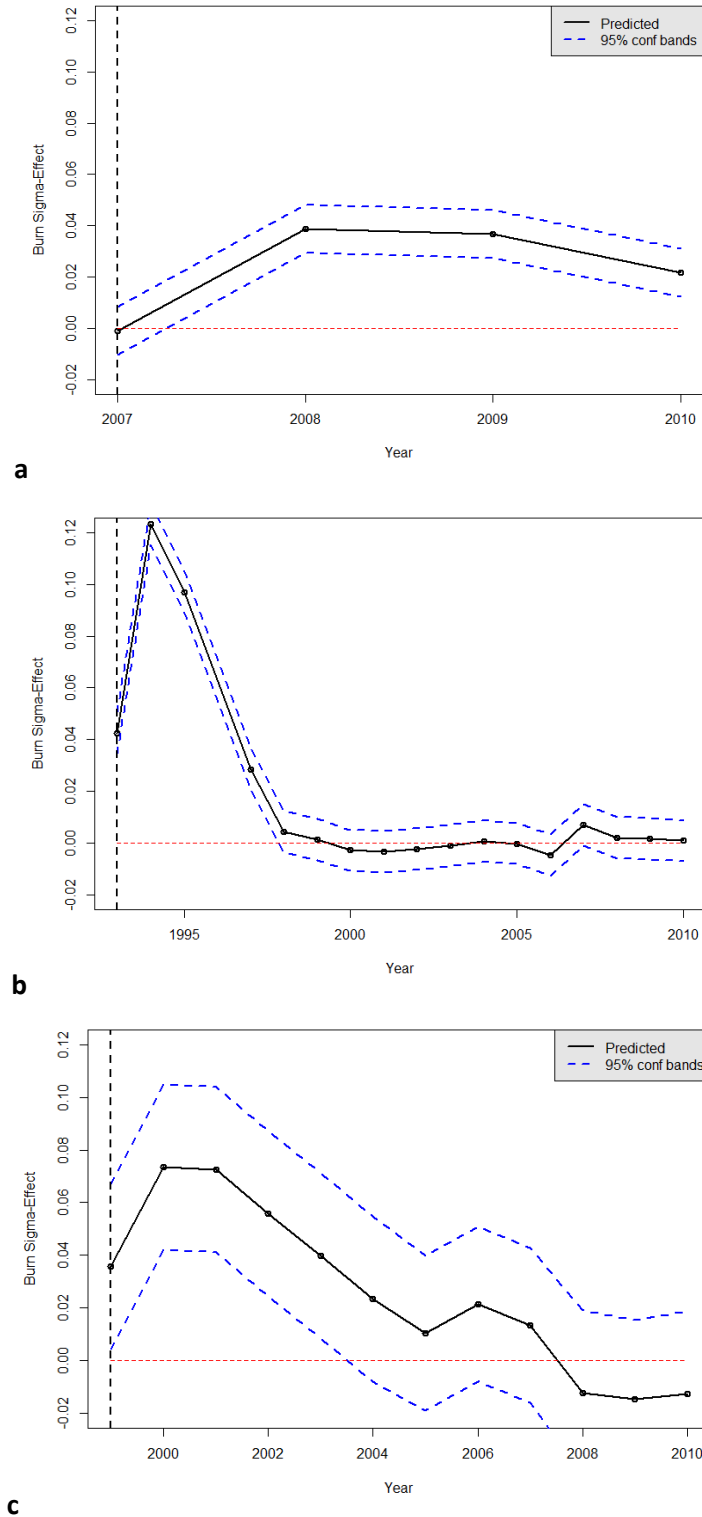 Predicted
95% conf bands
Burn Sigma-Effect
0.12
0.10
0.08
0.06
0.04
0.02
0.00
-0.02
2007
2008
2009
2010
Year
a
Burn Sigma-Effect
0.12
0.10
0.08
0.06
0.04
0.02
0.00
-0.02
1995
2000
2005
2010
Year
b
Predicted
95% conf bands
Burn Sigma-Effect
0.12
0.10
0.08
0.06
0.04
0.02
0.00
-0.02
2000
2002
2004
2006
2008
2010
Year
c